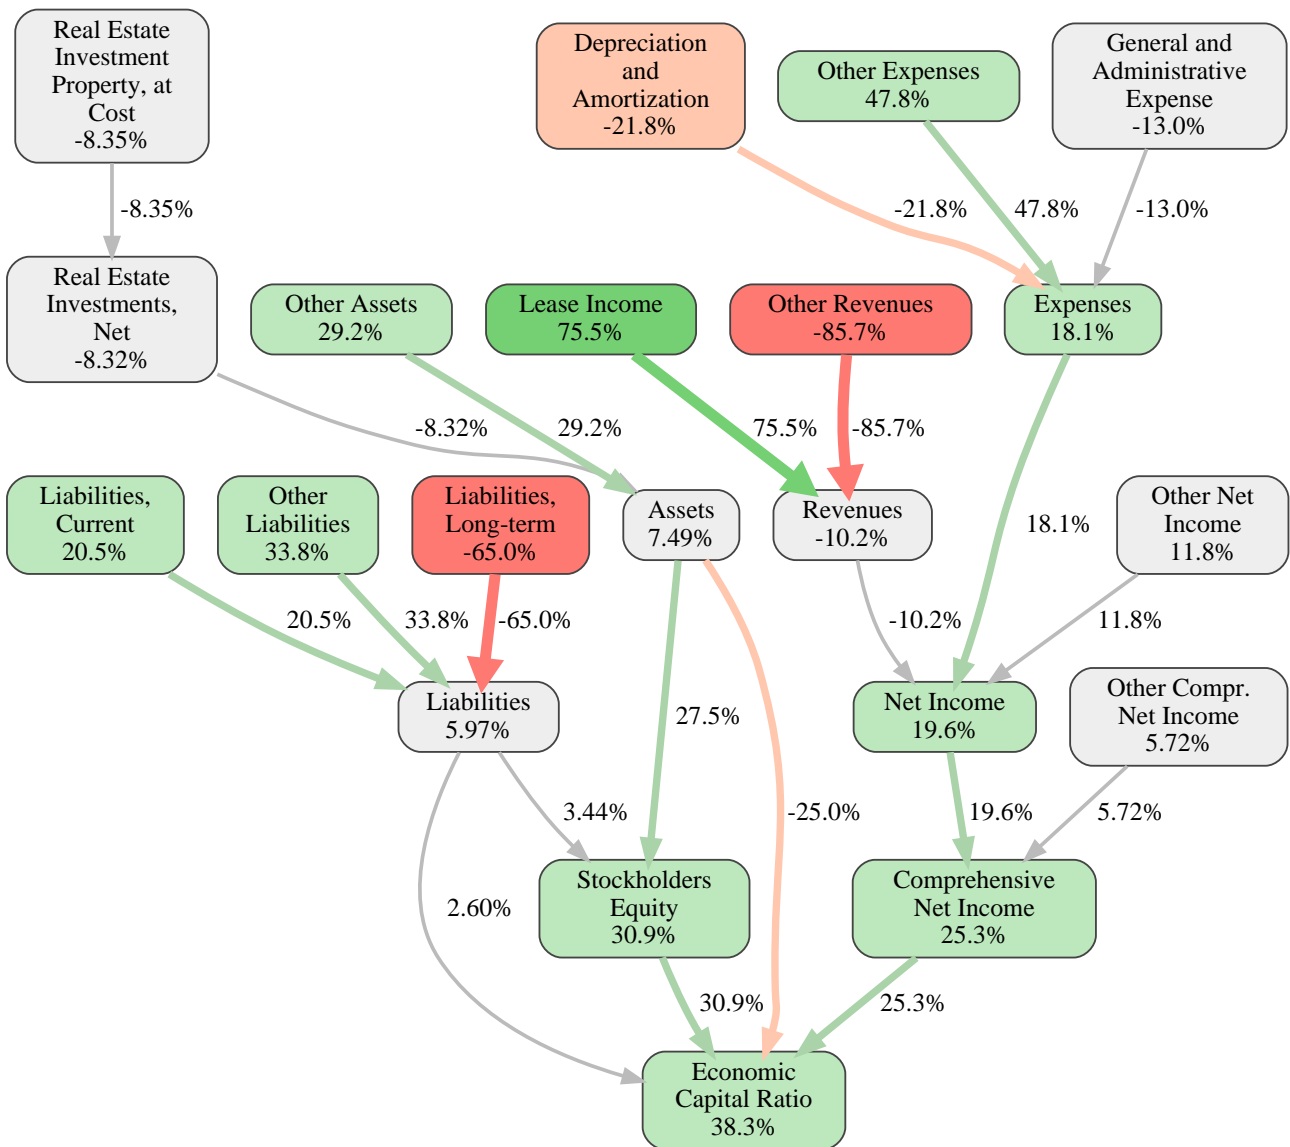 Real Estate
Investment
Property, at
Cost
-8.35%
Depreciation
and
Amortization
-21.8%
Other Expenses
47.8%
General and
Administrative
Expense
-13.0%
-8.35%
-21.8%
47.8%
-13.0%
Real Estate
Investments,
Net
-8.32%
Other Assets
29.2%
Lease Income
75.5%
Other Revenues
-85.7%
Expenses
18.1%
-8.32%
29.2%
75.5%
-85.7%
Liabilities,
Current
20.5%
Other
Liabilities
33.8%
Liabilities,
Long-term
-65.0%
Assets
7.49%
Revenues
-10.2%
18.1%
Other Net
Income
11.8%
20.5%
33.8%
-65.0%
-10.2%
11.8%
Liabilities
5.97%
27.5%
Net Income
19.6%
Other Compr.
Net Income
5.72%
3.44%
-25.0%
19.6%
5.72%
2.60%
Stockholders
Equity
30.9%
Comprehensive
Net Income
25.3%
30.9%
25.3%
Economic
Capital Ratio
38.3%